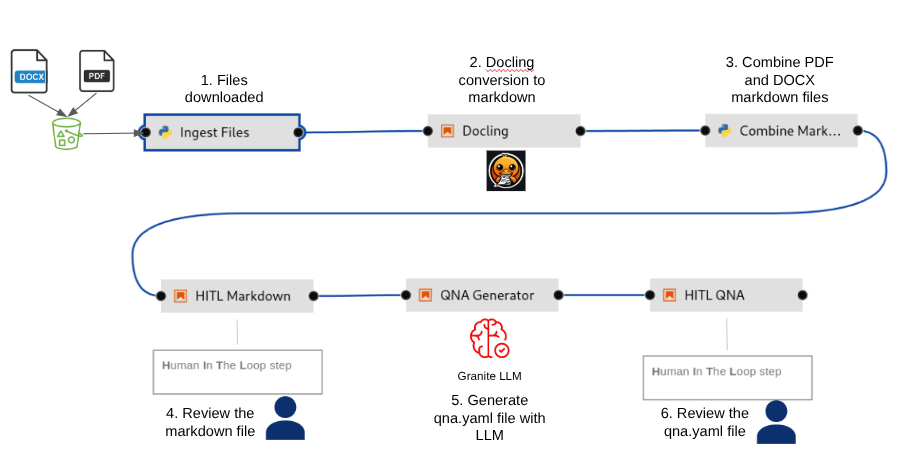 DOCX
PDF
1. Files
downloaded
2. Docling
conversion to
markdown
3. Combine PDF
and DOCX
markdown files
Ingest Files
Docling
Combine Mark...
HITL Markdown
QNA Generator
HITL QNA
Human In The Loop step
Granite LLM
Human In The Loop step
4. Review the
markdown file
5. Generate
qna.yaml file with
LLM
6. Review the
qna.yaml file